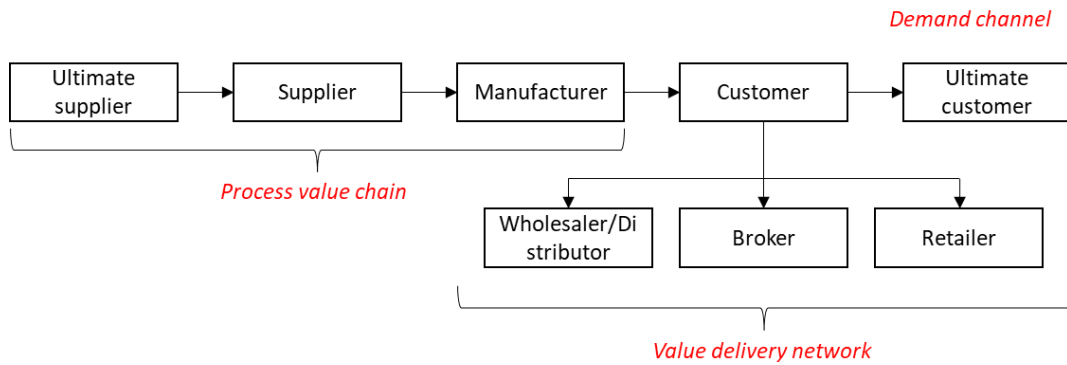 Demand channel
Ultimate
supplier
Supplier
Manufacturer
Customer
Ultimate
customer
Process value chain
Wholesaler/Di
stributor
Broker
Retailer
Value delivery network